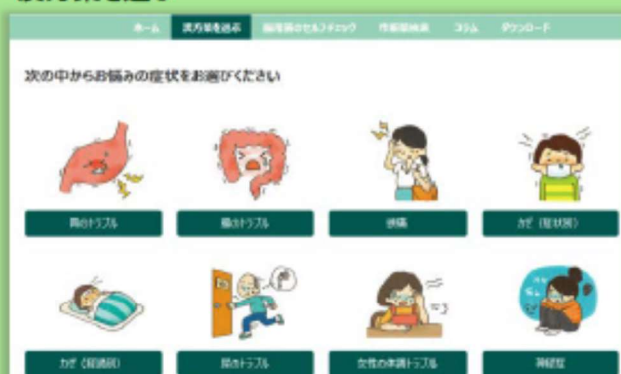 ホーム 漢方薬を選ぶ コラム ダウンロード
次の中からお悩みの症状をお選びください
胃のトラブル 腸のトラブル 頭痛 カゼ（症状別）
カゼ（経過別） 尿のトラブル 女性の体調トラブル 神経症